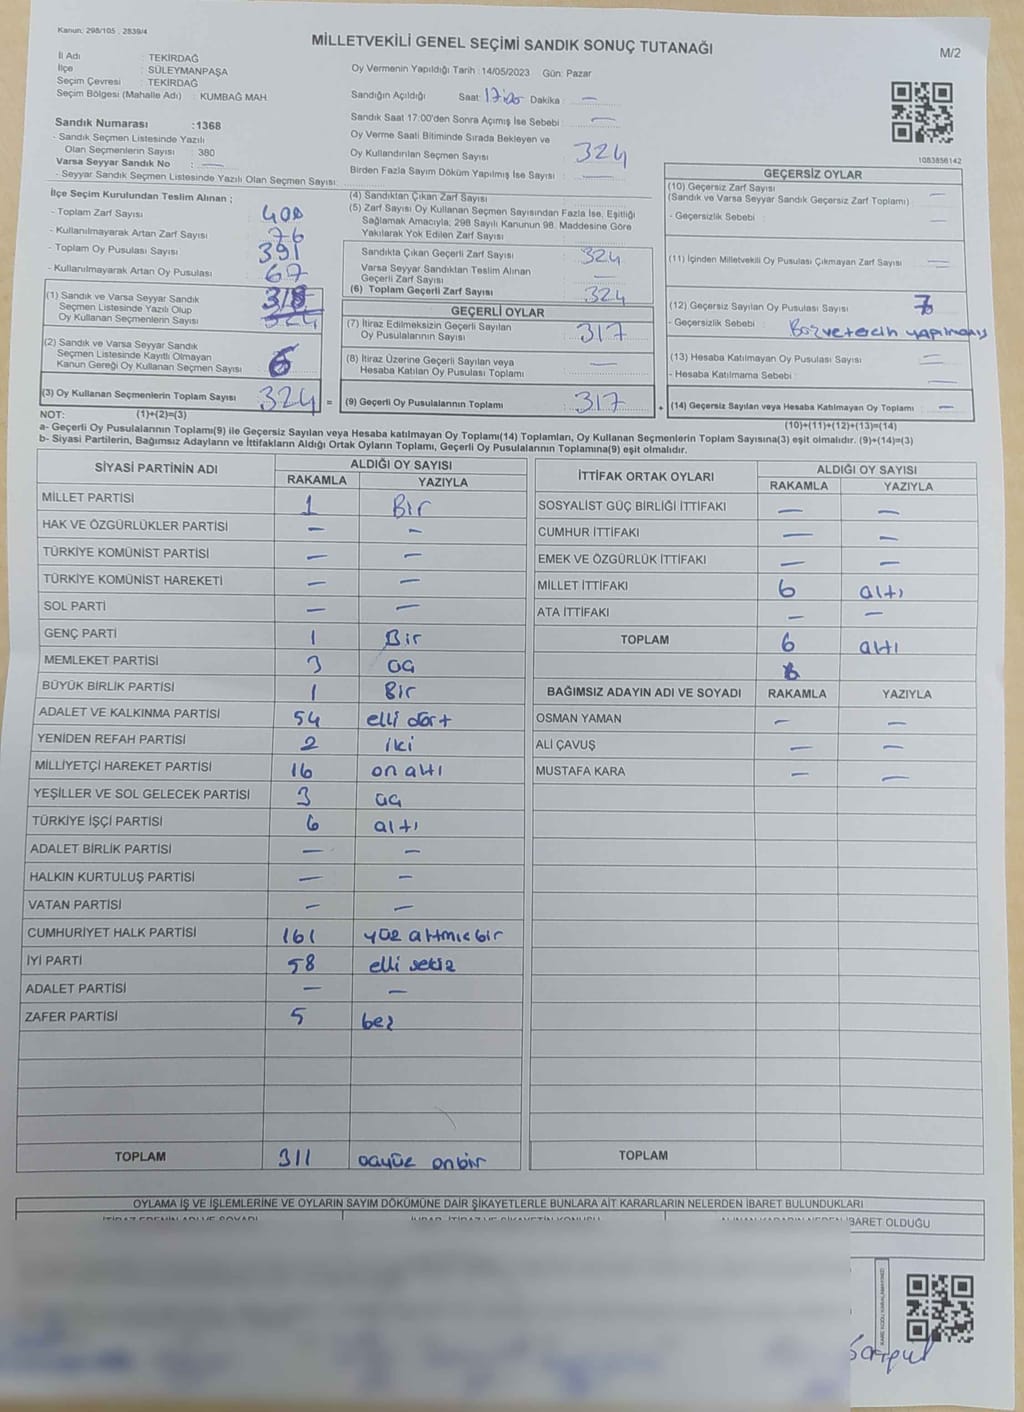 Kanun: 298/105 . 2839/4
MİLLETVEKİLİ GENEL SEÇİMİ SANDIK SONUÇ TUTANAĞI
M/2
İl Adı : TEKİRDAĞ
İlçe : SÜLEYMANPAŞA
Seçim Çevresi : TEKİRDAĞ
Seçim Bölgesi (Mahalle Adı) : KUMBAĞ MAH.
Oy Vermenin Yapıldığı Tarih : 14/05/2023 Gün: Pazar
Sandığın Açıldığı Saat: Dakika : —
Sandık Saat 17:00'den Sonra Açımış İse Sebebi : —
Oy Verme Saati Bitiminde Sırada Bekleyen ve
Oy Kullandırılan Seçmen Sayısı 324
Birden Fazla Sayım Döküm Yapılmış İse Sayısı : —
Sandık Numarası :1368
- Sandık Seçmen Listesinde Yazılı
Olan Seçmenlerin Sayısı : 380
Varsa Seyyar Sandık No : —
- Seyyar Sandık Seçmen Listesinde Yazılı Olan Seçmen Sayısı:
1083856142
İlçe Seçim Kurulundan Teslim Alınan ;
- Toplam Zarf Sayısı : 400
- Kullanılmayarak Artan Zarf Sayısı : 76
- Toplam Oy Pusulası Sayısı : 391
- Kullanılmayarak Artan Oy Pusulası : 67
(1) Sandık ve Varsa Seyyar Sandık
Seçmen Listesinde Yazılı Olup
Oy Kullanan Seçmenlerin Sayısı : 318
324
(2) Sandık ve Varsa Seyyar Sandık
Seçmen Listesinde Kayıtlı Olmayan
Kanun Gereği Oy Kullanan Seçmen Sayısı : 6
(3) Oy Kullanan Seçmenlerin Toplam Sayısı 324 =
NOT: (1)+(2)=(3)
(4) Sandıktan Çıkan Zarf Sayısı :
(5) Zarf Sayısı Oy Kullanan Seçmen Sayısından Fazla İse, Eşitliği
Sağlamak Amacıyla, 298 Sayılı Kanunun 98. Maddesine Göre
Yakılarak Yok Edilen Zarf Sayısı :
Sandıkta Çıkan Geçerli Zarf Sayısı : 324
Varsa Seyyar Sandıktan Teslim Alınan
Geçerli Zarf Sayısı : —
(6) Toplam Geçerli Zarf Sayısı : 324
GEÇERLİ OYLAR
(7) İtiraz Edilmeksizin Geçerli Sayılan
Oy Pusulalarının Sayısı : 317
(8) İtiraz Üzerine Geçerli Sayılan veya
Hesaba Katılan Oy Pusulası Toplamı : —
(9) Geçerli Oy Pusulalarının Toplamı 317 +
GEÇERSİZ OYLAR
(10) Geçersiz Zarf Sayısı : —
(Sandık ve Varsa Seyyar Sandık Geçersiz Zarf Toplamı)
- Geçersizlik Sebebi : —
(11) İçinden Milletvekili Oy Pusulası Çıkmayan Zarf Sayısı : —
(12) Geçersiz Sayılan Oy Pusulası Sayısı : 7
- Geçersizlik Sebebi :
(13) Hesaba Katılmayan Oy Pusulası Sayısı : —
- Hesaba Katılmama Sebebi : —
(14) Geçersiz Sayılan veya Hesaba Katılmayan Oy Toplamı : —
(10)+(11)+(12)+(13)=(14)
a- Geçerli Oy Pusulalarının Toplamı(9) ile Geçersiz Sayılan veya Hesaba katılmayan Oy Toplamı(14) Toplamları, Oy Kullanan Seçmenlerin Toplam Sayısına(3) eşit olmalıdır. (9)+(14)=(3)
b- Siyasi Partilerin, Bağımsız Adayların ve İttifakların Aldığı Ortak Oyların Toplamı, Geçerli Oy Pusulalarının Toplamına(9) eşit olmalıdır.
SİYASİ PARTİNİN ADI ALDIĞI OY SAYISI
RAKAMLA YAZIYLA
MİLLET PARTİSİ 1 Bir
HAK VE ÖZGÜRLÜKLER PARTİSİ — —
TÜRKİYE KOMÜNİST PARTİSİ — —
TÜRKİYE KOMÜNİST HAREKETİ — —
SOL PARTİ — —
GENÇ PARTİ 1 Bir
MEMLEKET PARTİSİ 3 üç
BÜYÜK BİRLİK PARTİSİ 1 Bir
ADALET VE KALKINMA PARTİSİ 54 elli dört
YENİDEN REFAH PARTİSİ 2 iki
MİLLİYETÇİ HAREKET PARTİSİ 16 on altı
YEŞİLLER VE SOL GELECEK PARTİSİ 3 üç
TÜRKİYE İŞÇİ PARTİSİ 6 altı
ADALET BİRLİK PARTİSİ — —
HALKIN KURTULUŞ PARTİSİ — —
VATAN PARTİSİ — —
CUMHURİYET HALK PARTİSİ 161 yüz altmış bir
İYİ PARTİ 58 elli sekiz
ADALET PARTİSİ — —
ZAFER PARTİSİ 5 beş
TOPLAM 311 üçyüz onbir
İTTİFAK ORTAK OYLARI ALDIĞI OY SAYISI
RAKAMLA YAZIYLA
SOSYALİST GÜÇ BİRLİĞİ İTTİFAKI — —
CUMHUR İTTİFAKI — —
EMEK VE ÖZGÜRLÜK İTTİFAKI — —
MİLLET İTTİFAKI 6 altı
ATA İTTİFAKI — —
TOPLAM 6 altı
BAĞIMSIZ ADAYIN ADI VE SOYADI RAKAMLA YAZIYLA
OSMAN YAMAN — —
ALİ ÇAVUŞ — —
MUSTAFA KARA — —
TOPLAM
OYLAMA İŞ VE İŞLEMLERİNE VE OYLARIN SAYIM DÖKÜMÜNE DAİR ŞİKAYETLERLE BUNLARA AİT KARARLARIN NELERDEN İBARET BULUNDUKLARI
İBARET OLDUĞU